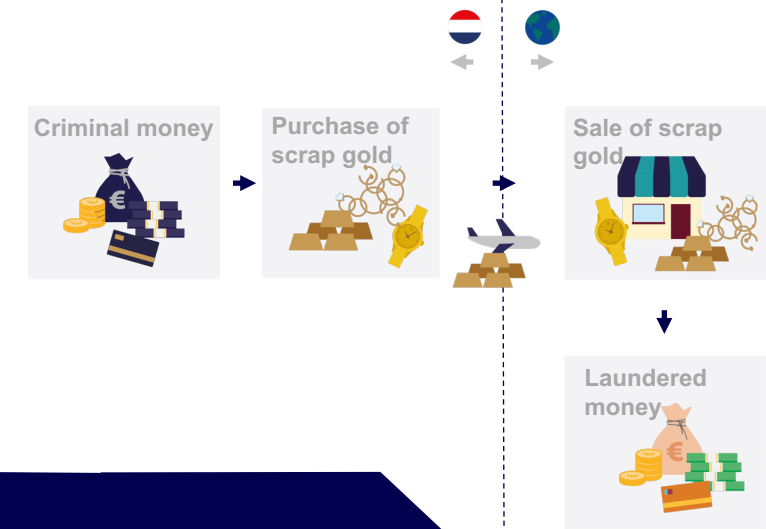 Criminal money
Purchase of
scrap gold
Sale of scrap
gold
€
€
Laundered
money